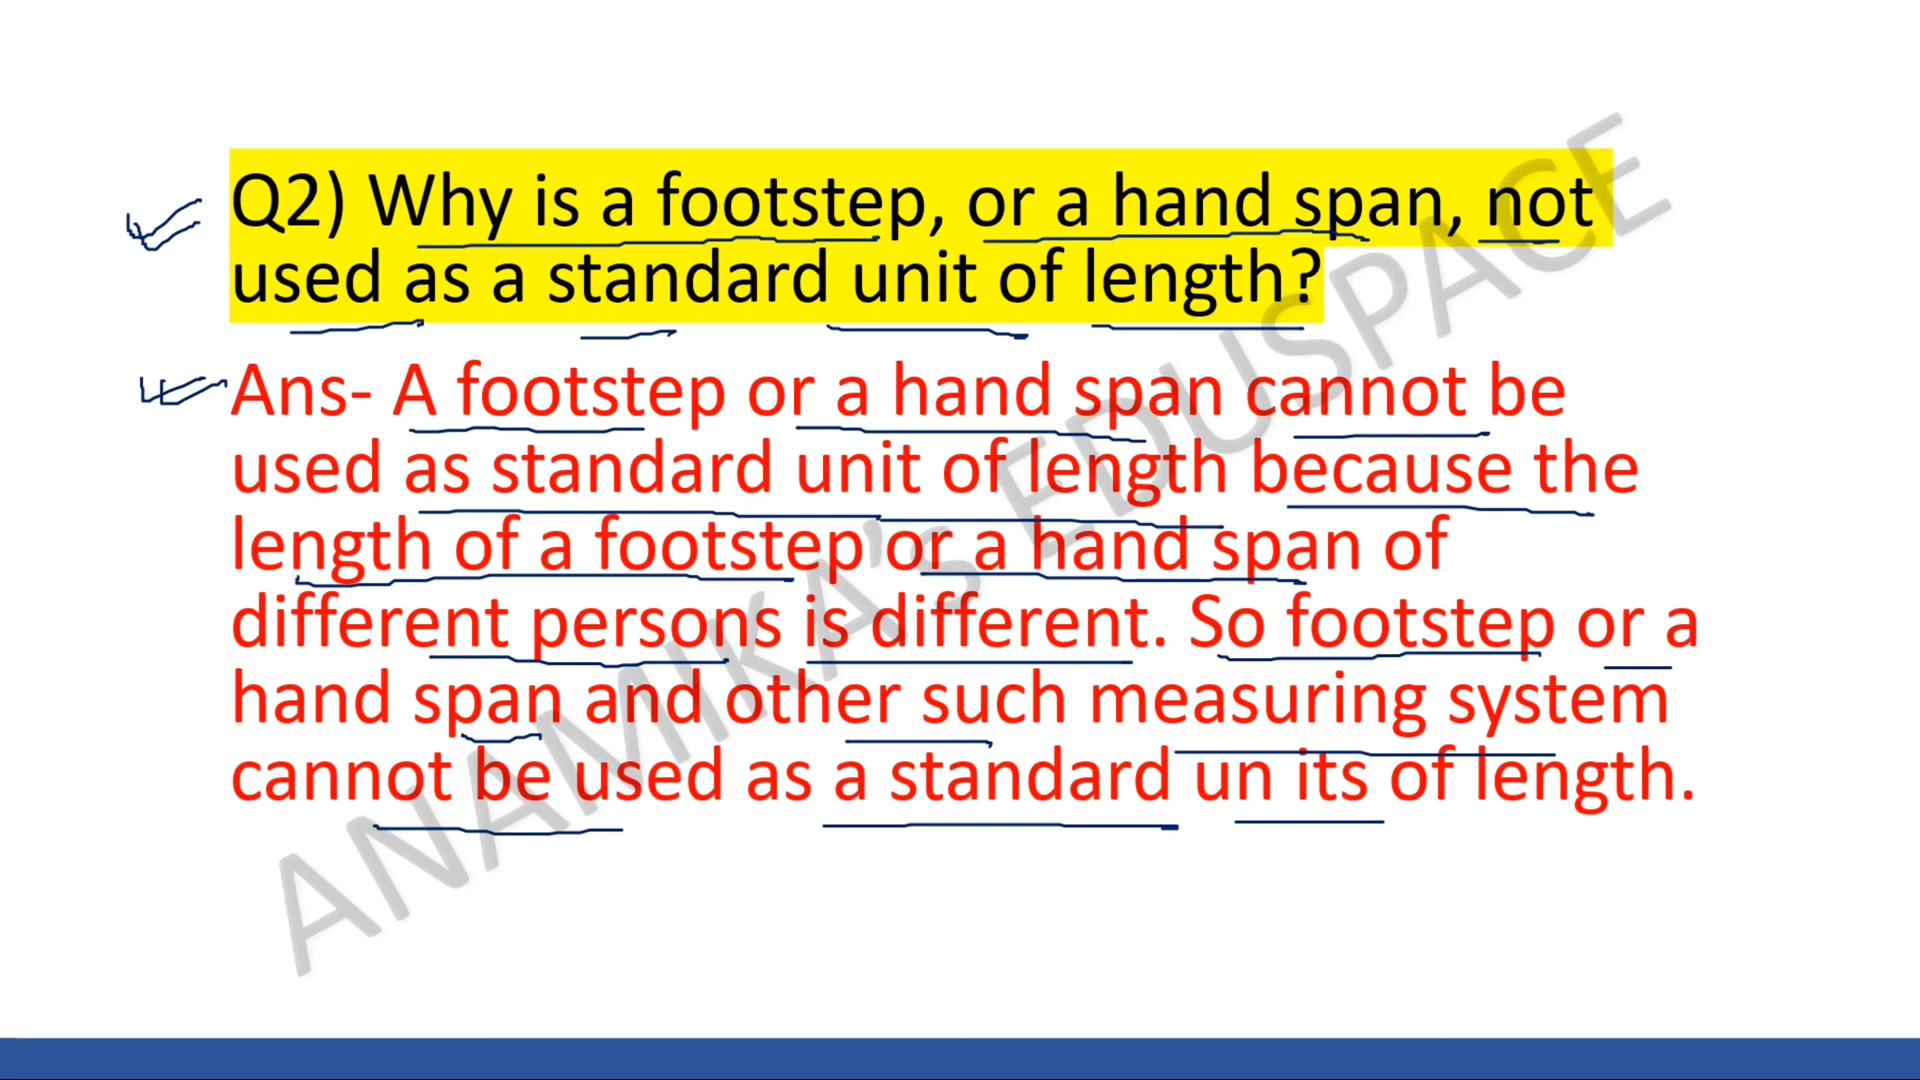 Q2) Why is a footstep, or a hand span, not
used as a standard unit of length?
Ans- A footstep or a hand span cannot be
used as standard unit of length because the
length of a footstep or a hand span of
different persons is different. So footstep or a
hand span and other such measuring system
cannot be used as a standard un its of length.
ANAMIKA's EDUSPACE